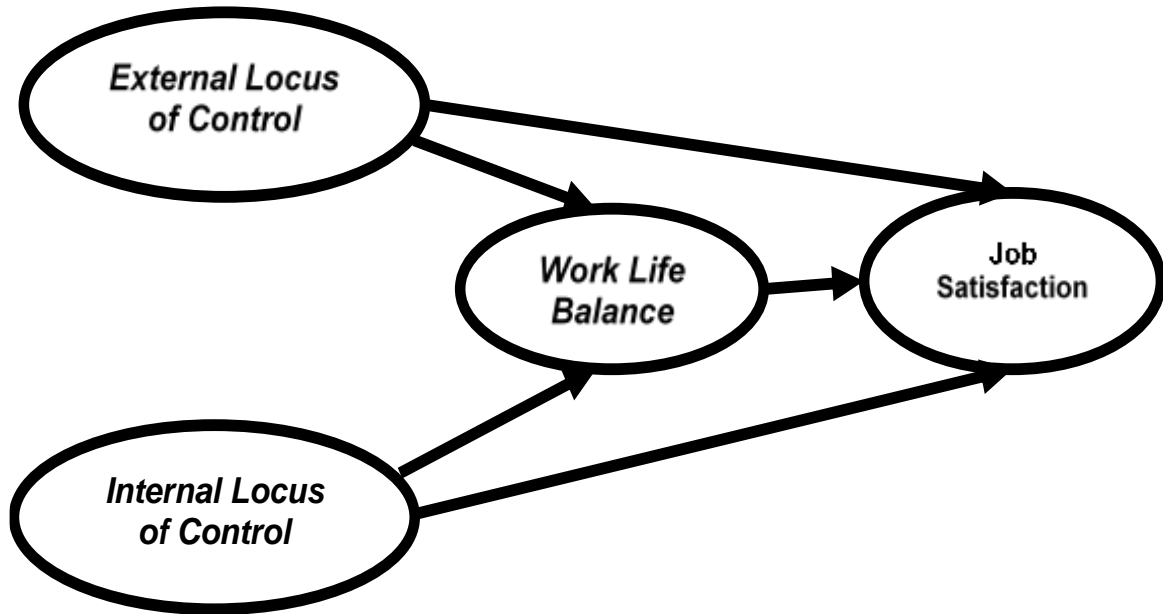 External Locus
of Control
Work Life
Balance
Job
Satisfaction
Internal Locus
of Control